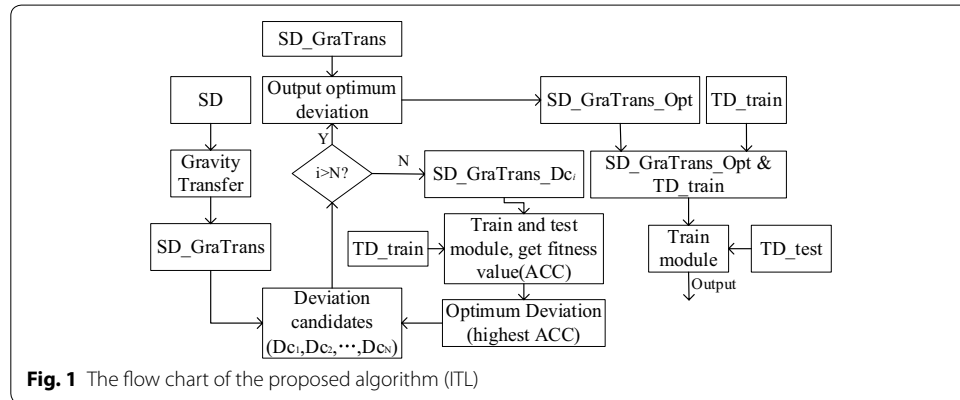 SD_GraTrans
SD
Output optimum
deviation
SD_GraTrans_Opt
TD_train
Y
Gravity
Transfer
i>N?
N
SD_GraTrans_Dci
SD_GraTrans_Opt &
TD_train
SD_GraTrans
TD_train
Train and test
module, get fitness
value(ACC)
Train
module
TD_test
Output
Deviation
candidates
(Dc1,Dc2,···,DcN)
Optimum Deviation
(highest ACC)
Fig. 1 The flow chart of the proposed algorithm (ITL)